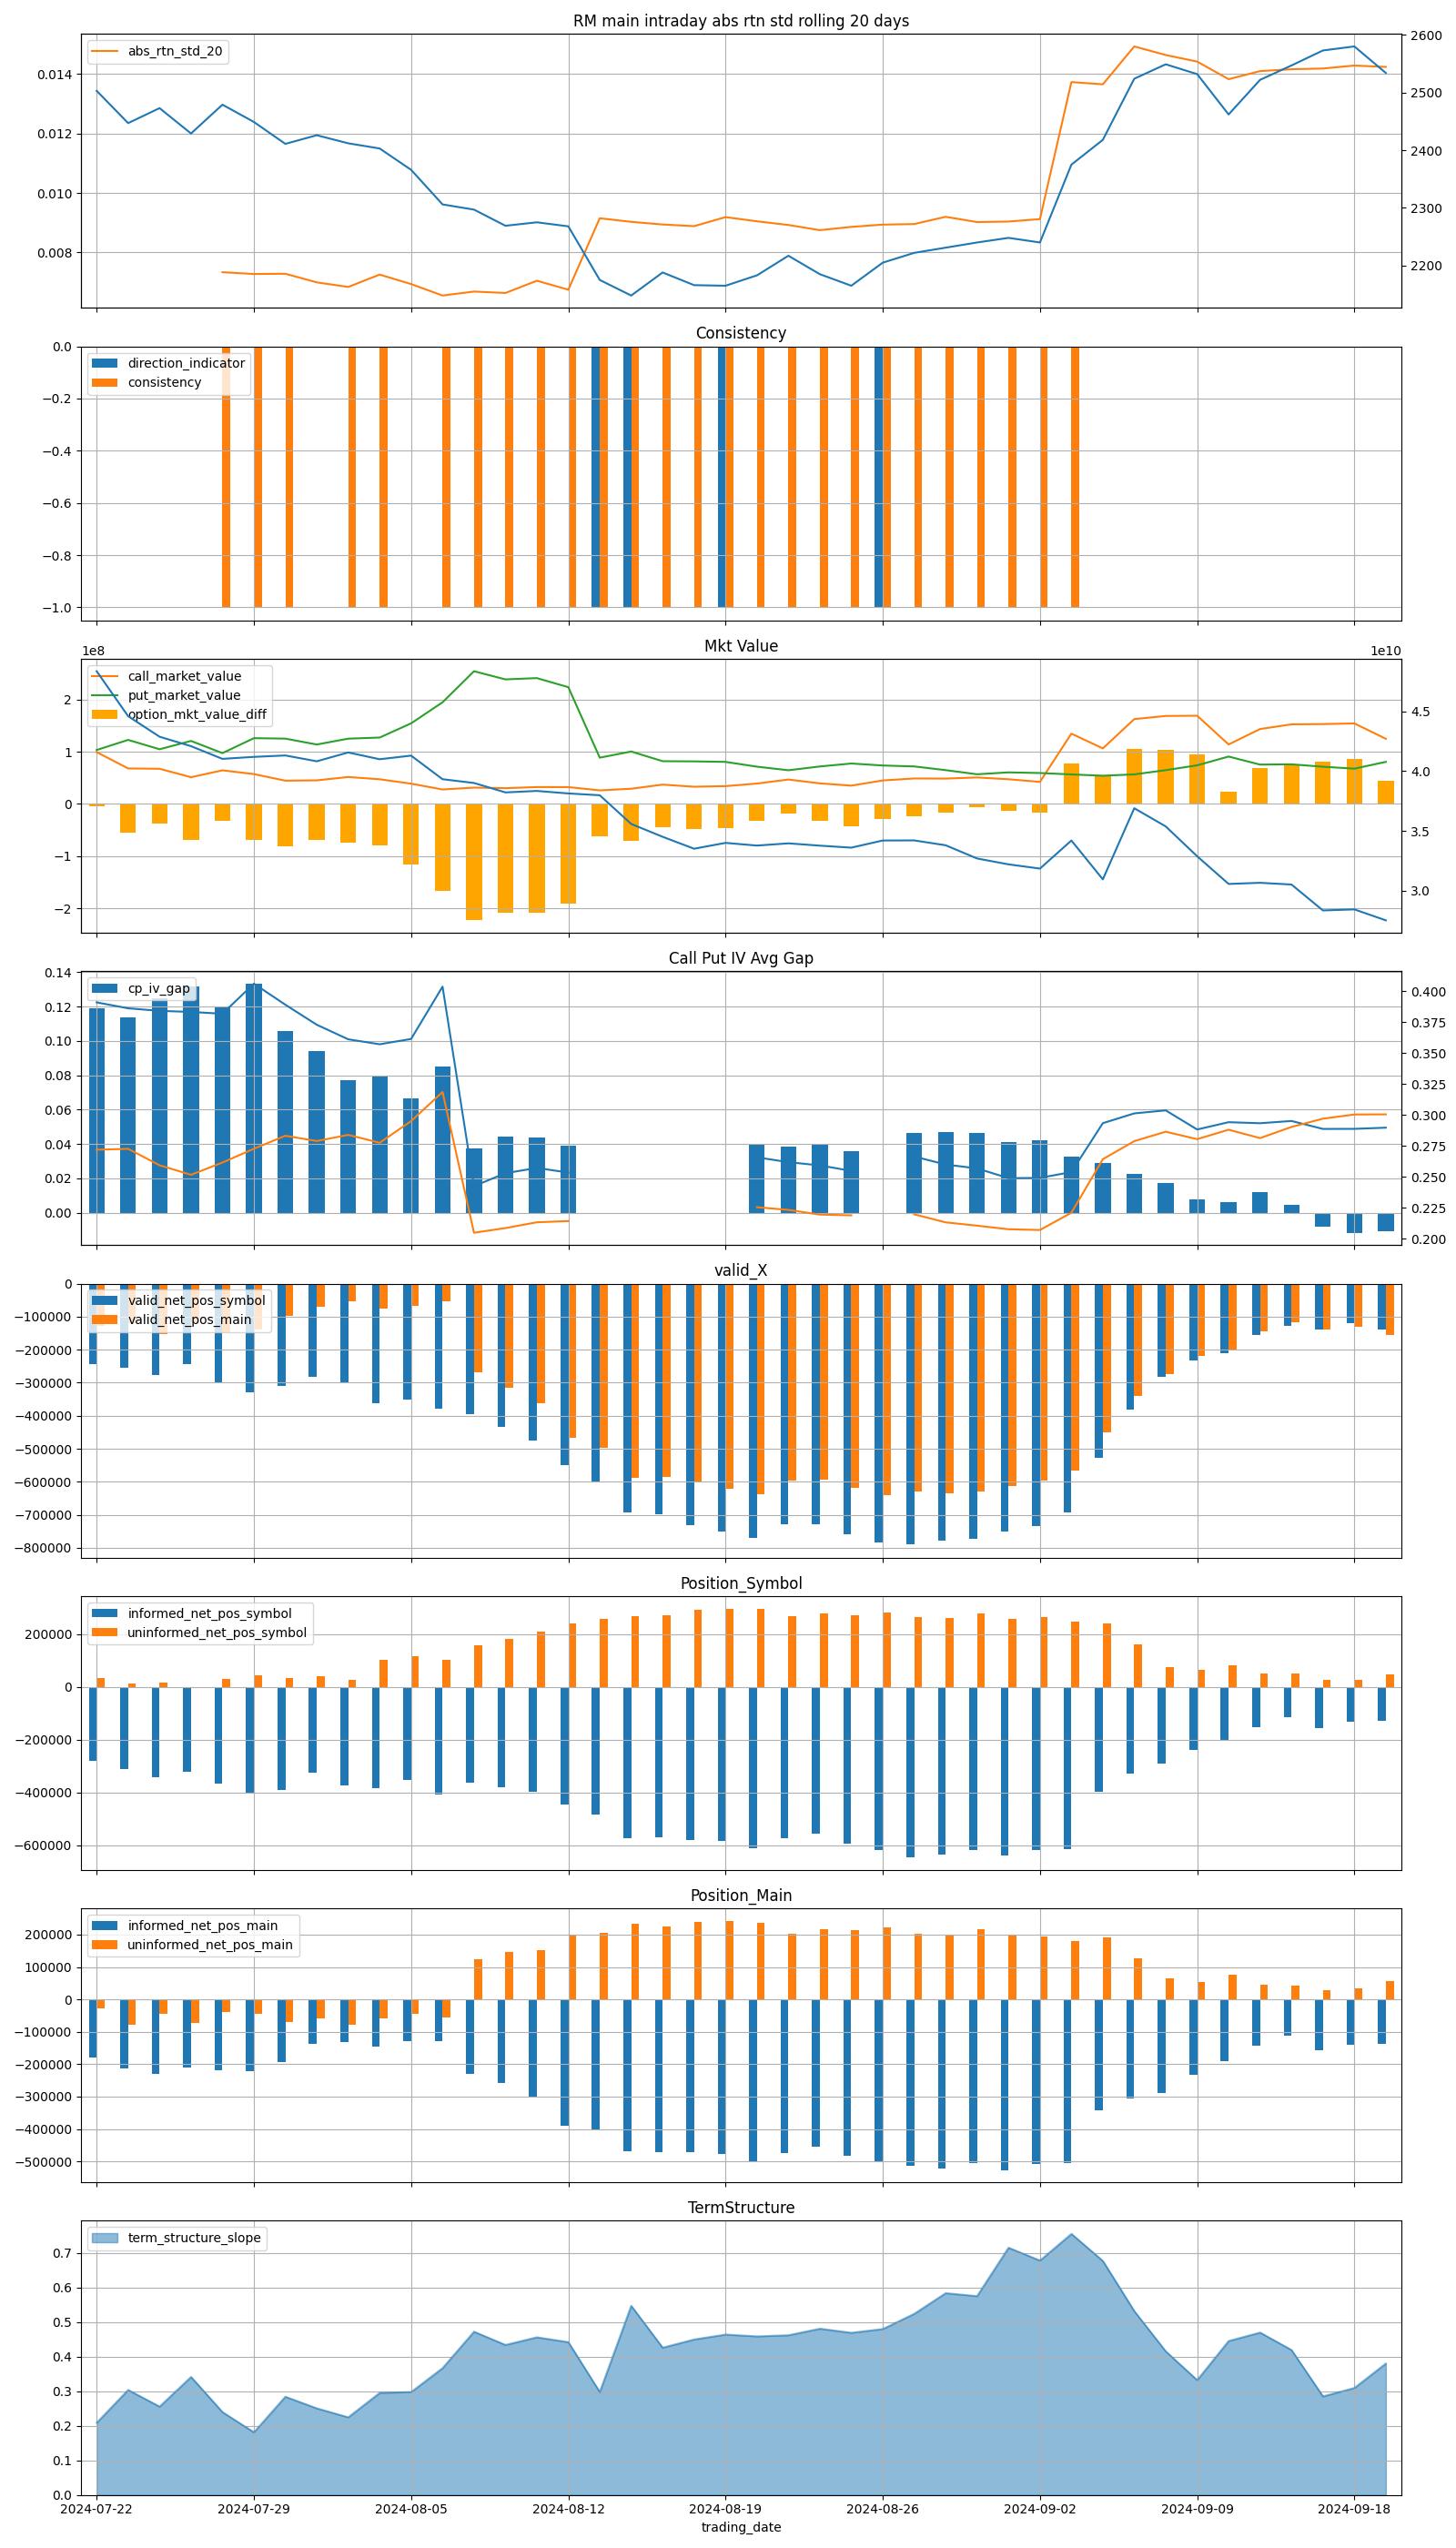 RM main intraday abs rtn std rolling 20 days
abs_rtn_std_20
0.014
0.012
0.010
0.008
2600
2500
2400
2300
2200
Consistency
direction_indicator
consistency
0.0
−0.2
−0.4
−0.6
−0.8
−1.0
Mkt Value
1e8
1e10
call_market_value
put_market_value
option_mkt_value_diff
2
1
0
−1
−2
4.5
4.0
3.5
3.0
Call Put IV Avg Gap
cp_iv_gap
0.14
0.12
0.10
0.08
0.06
0.04
0.02
0.00
0.400
0.375
0.350
0.325
0.300
0.275
0.250
0.225
0.200
valid_X
valid_net_pos_symbol
valid_net_pos_main
0
−100000
−200000
−300000
−400000
−500000
−600000
−700000
−800000
Position_Symbol
informed_net_pos_symbol
uninformed_net_pos_symbol
200000
0
−200000
−400000
−600000
Position_Main
informed_net_pos_main
uninformed_net_pos_main
200000
100000
0
−100000
−200000
−300000
−400000
−500000
TermStructure
term_structure_slope
0.7
0.6
0.5
0.4
0.3
0.2
0.1
0.0
2024-07-22 2024-07-29 2024-08-05 2024-08-12 2024-08-19 2024-08-26 2024-09-02 2024-09-09 2024-09-18
trading_date